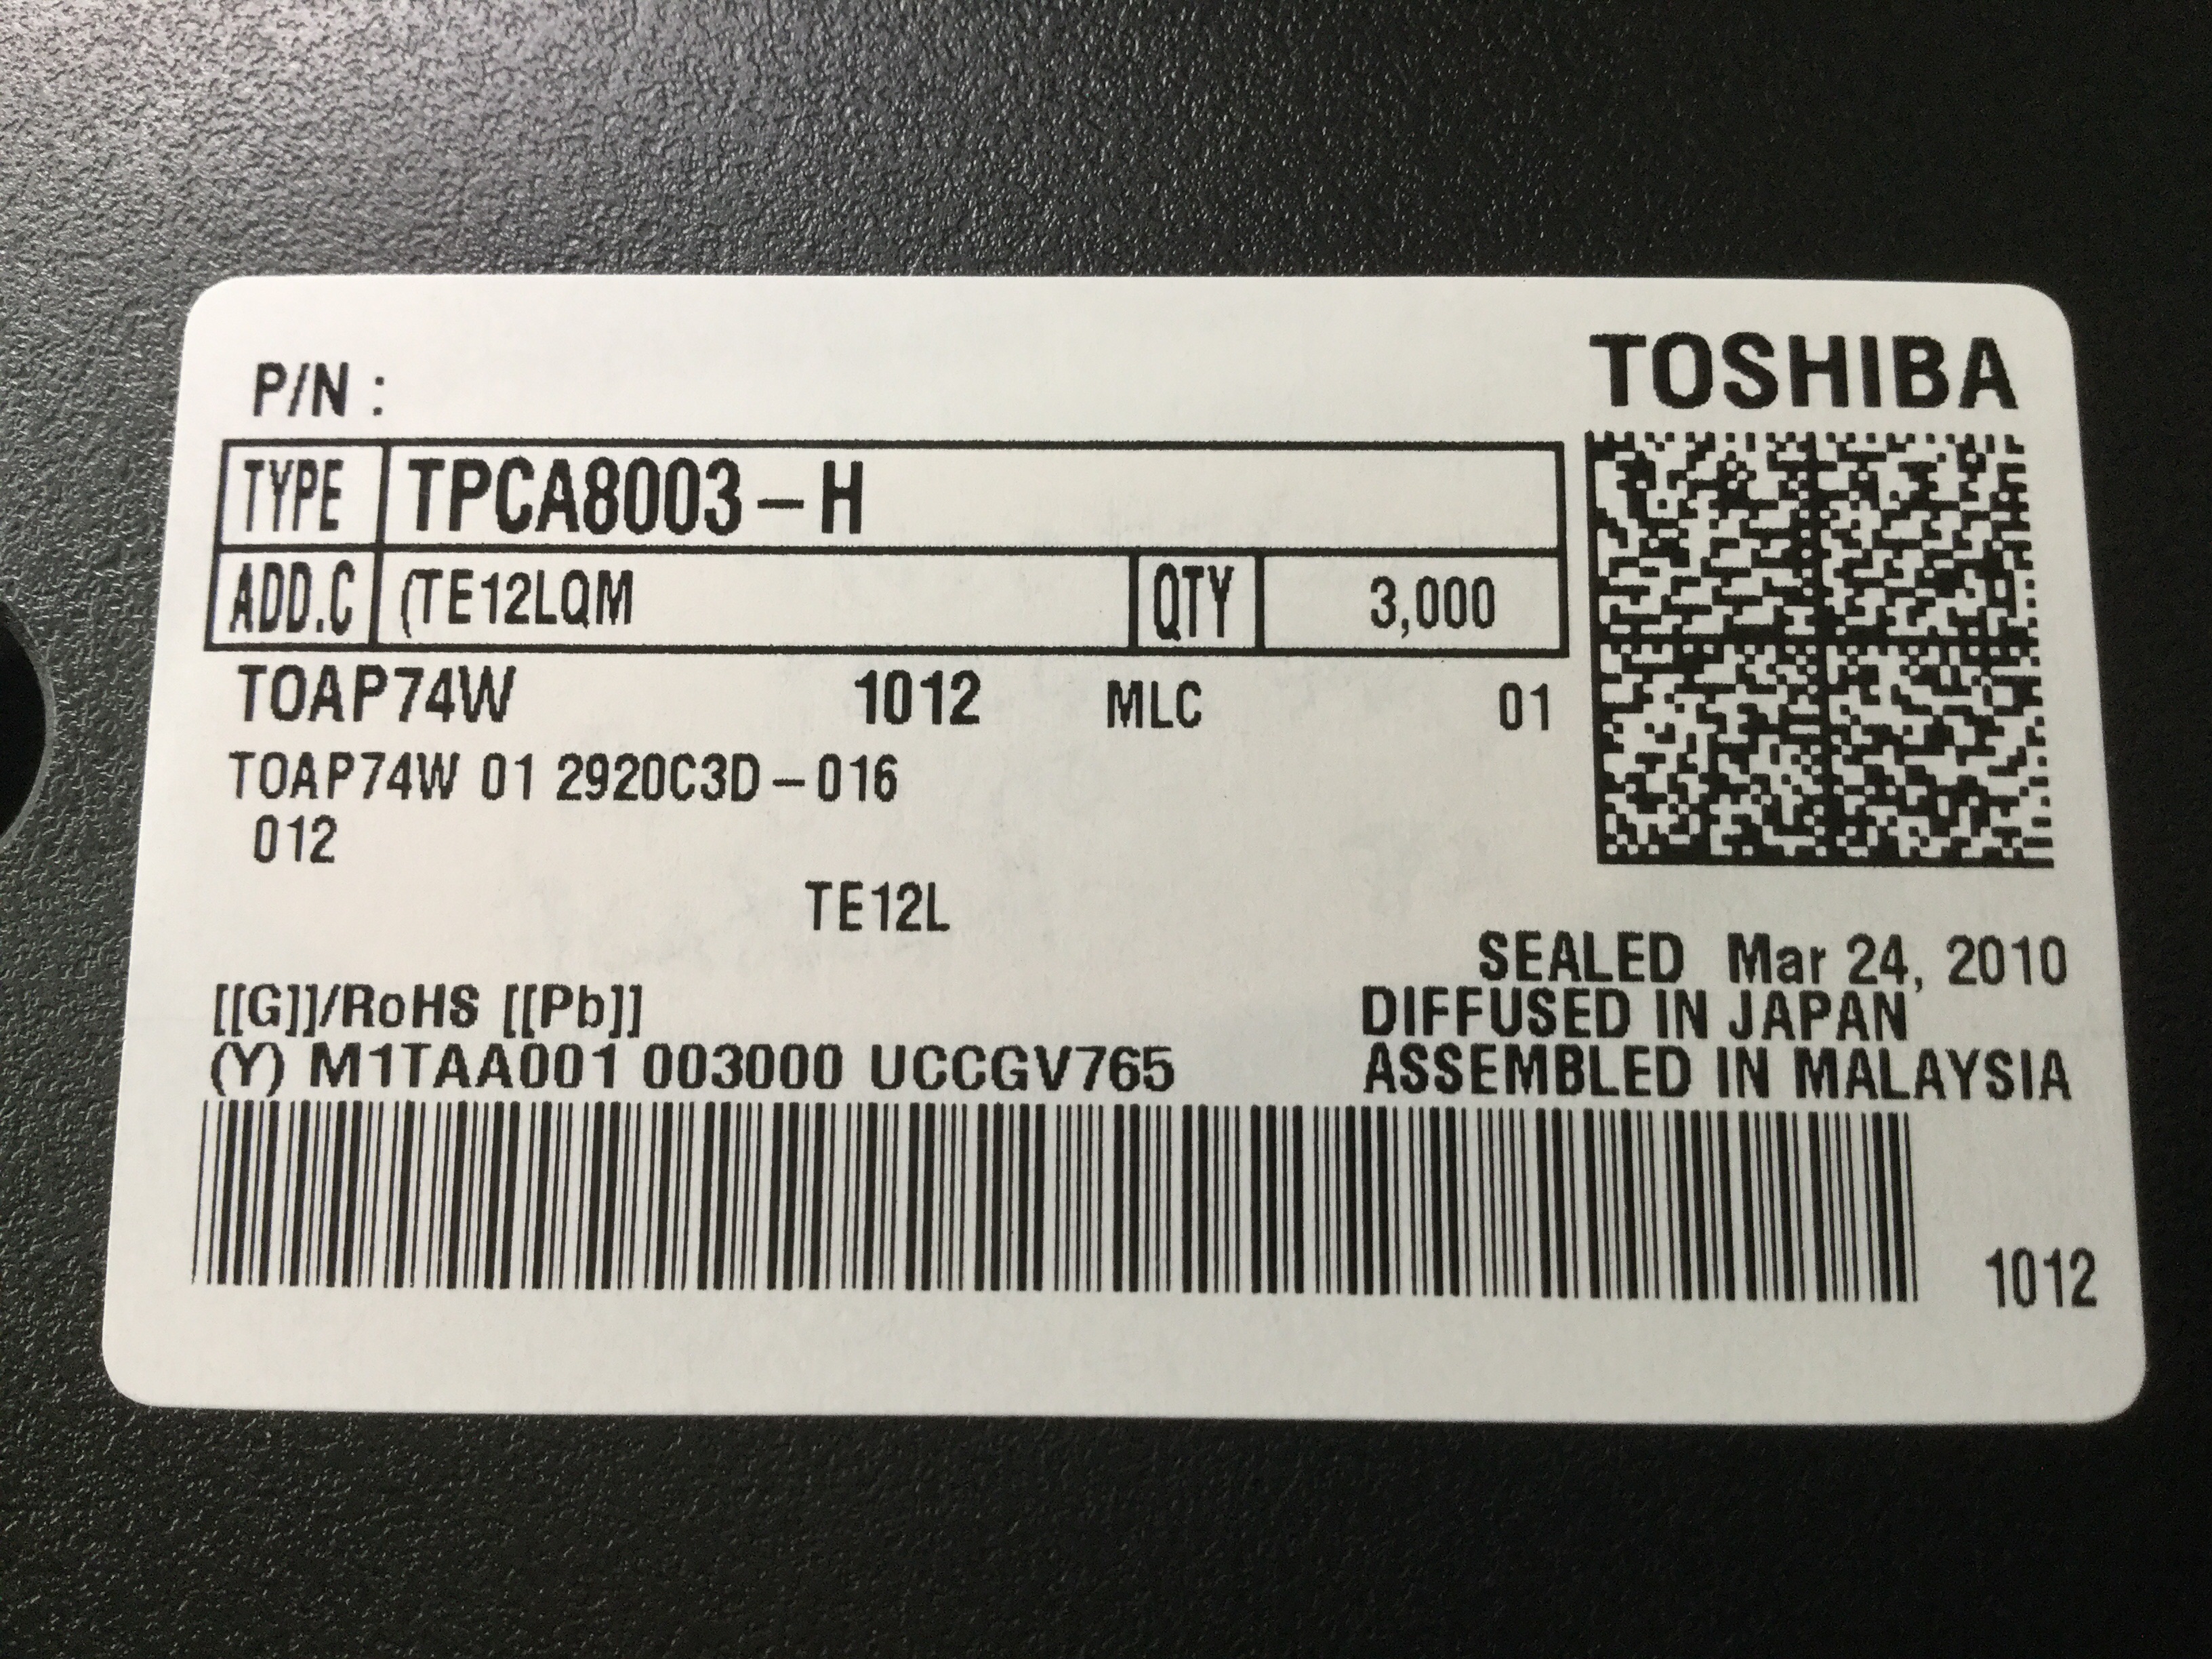 TOSHIBA
P/N :
TYPE TPCA8003-H
ADD.C (TE12LQM QTY 3,000
TOAP74W 1012 MLC 01
TOAP74W 01 2920C3D-016
012
TE12L
SEALED Mar 24, 2010
[[G]]/RoHS [[Pb]] DIFFUSED IN JAPAN
(Y) M1TAA001 003000 UCCGV765 ASSEMBLED IN MALAYSIA
1012